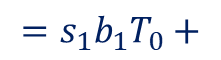 = s₁b₁T₀ +